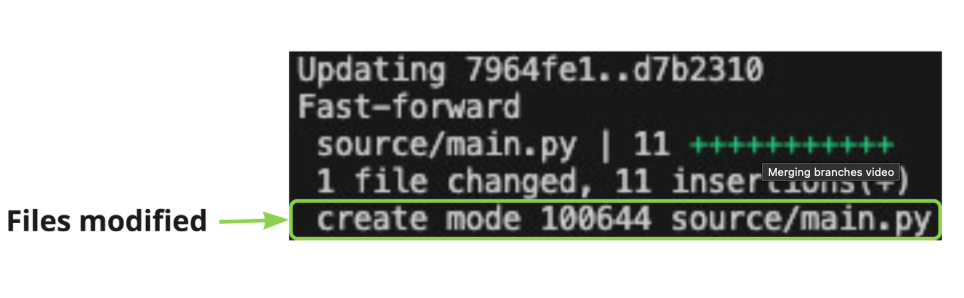 Updating 7964fe1..d7b2310
Fast-forward
source/main.py | 11 +++++++++++
Merging branches video
1 file changed, 11 insertions(+)
Files modified
create mode 100644 source/main.py